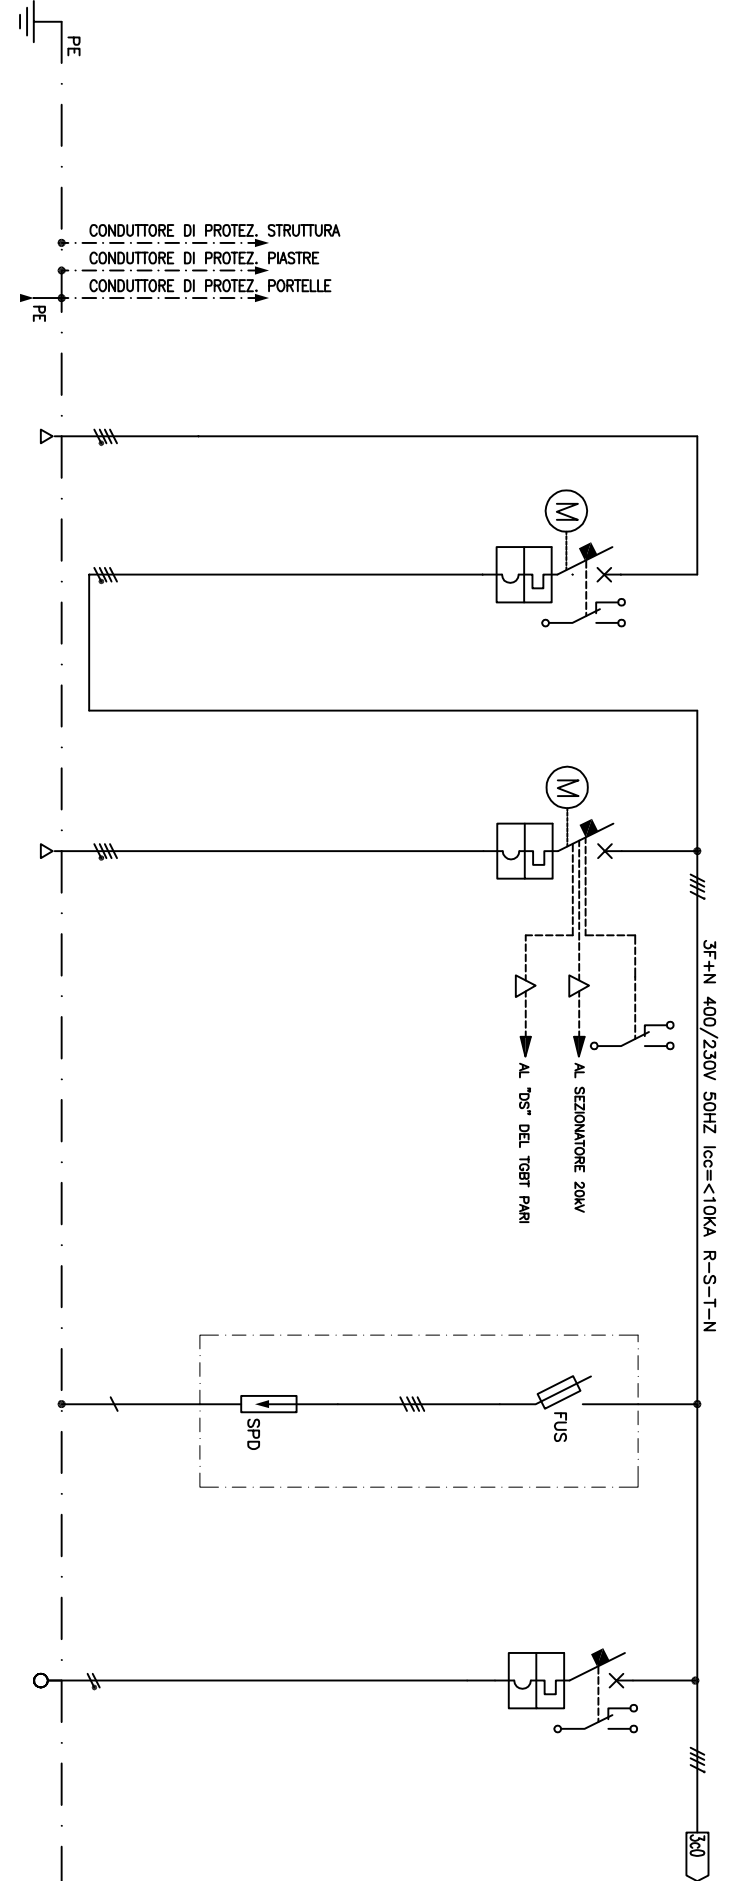 PE
CONDUTTORE DI PROTEZ. STRUTTURA
CONDUTTORE DI PROTEZ. PIASTRE
CONDUTTORE DI PROTEZ. PORTELLE
PE
M
M
3F+N 400/230V 50HZ Icc=<10KA R-S-T-N
AL SEZIONATORE 20kV
AL "DS" DEL TGBT PARI
FUS
SPD
3c0